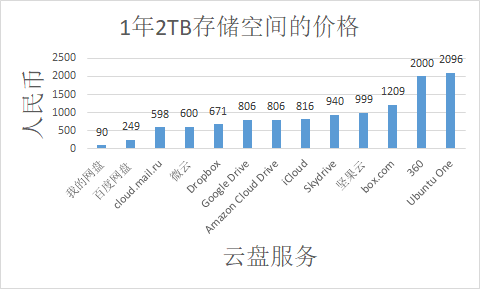 1年2TB存储空间的价格
人民币
2500
2000
1500
1000
500
0
90
249
598
600
671
806
806
816
940
999
1209
2000
2096
我的网盘
百度网盘
cloud.mail.ru
微云
Dropbox
Google Drive
Amazon Cloud Drive
iCloud
Skydrive
坚果云
box.com
360
Ubuntu One
云盘服务